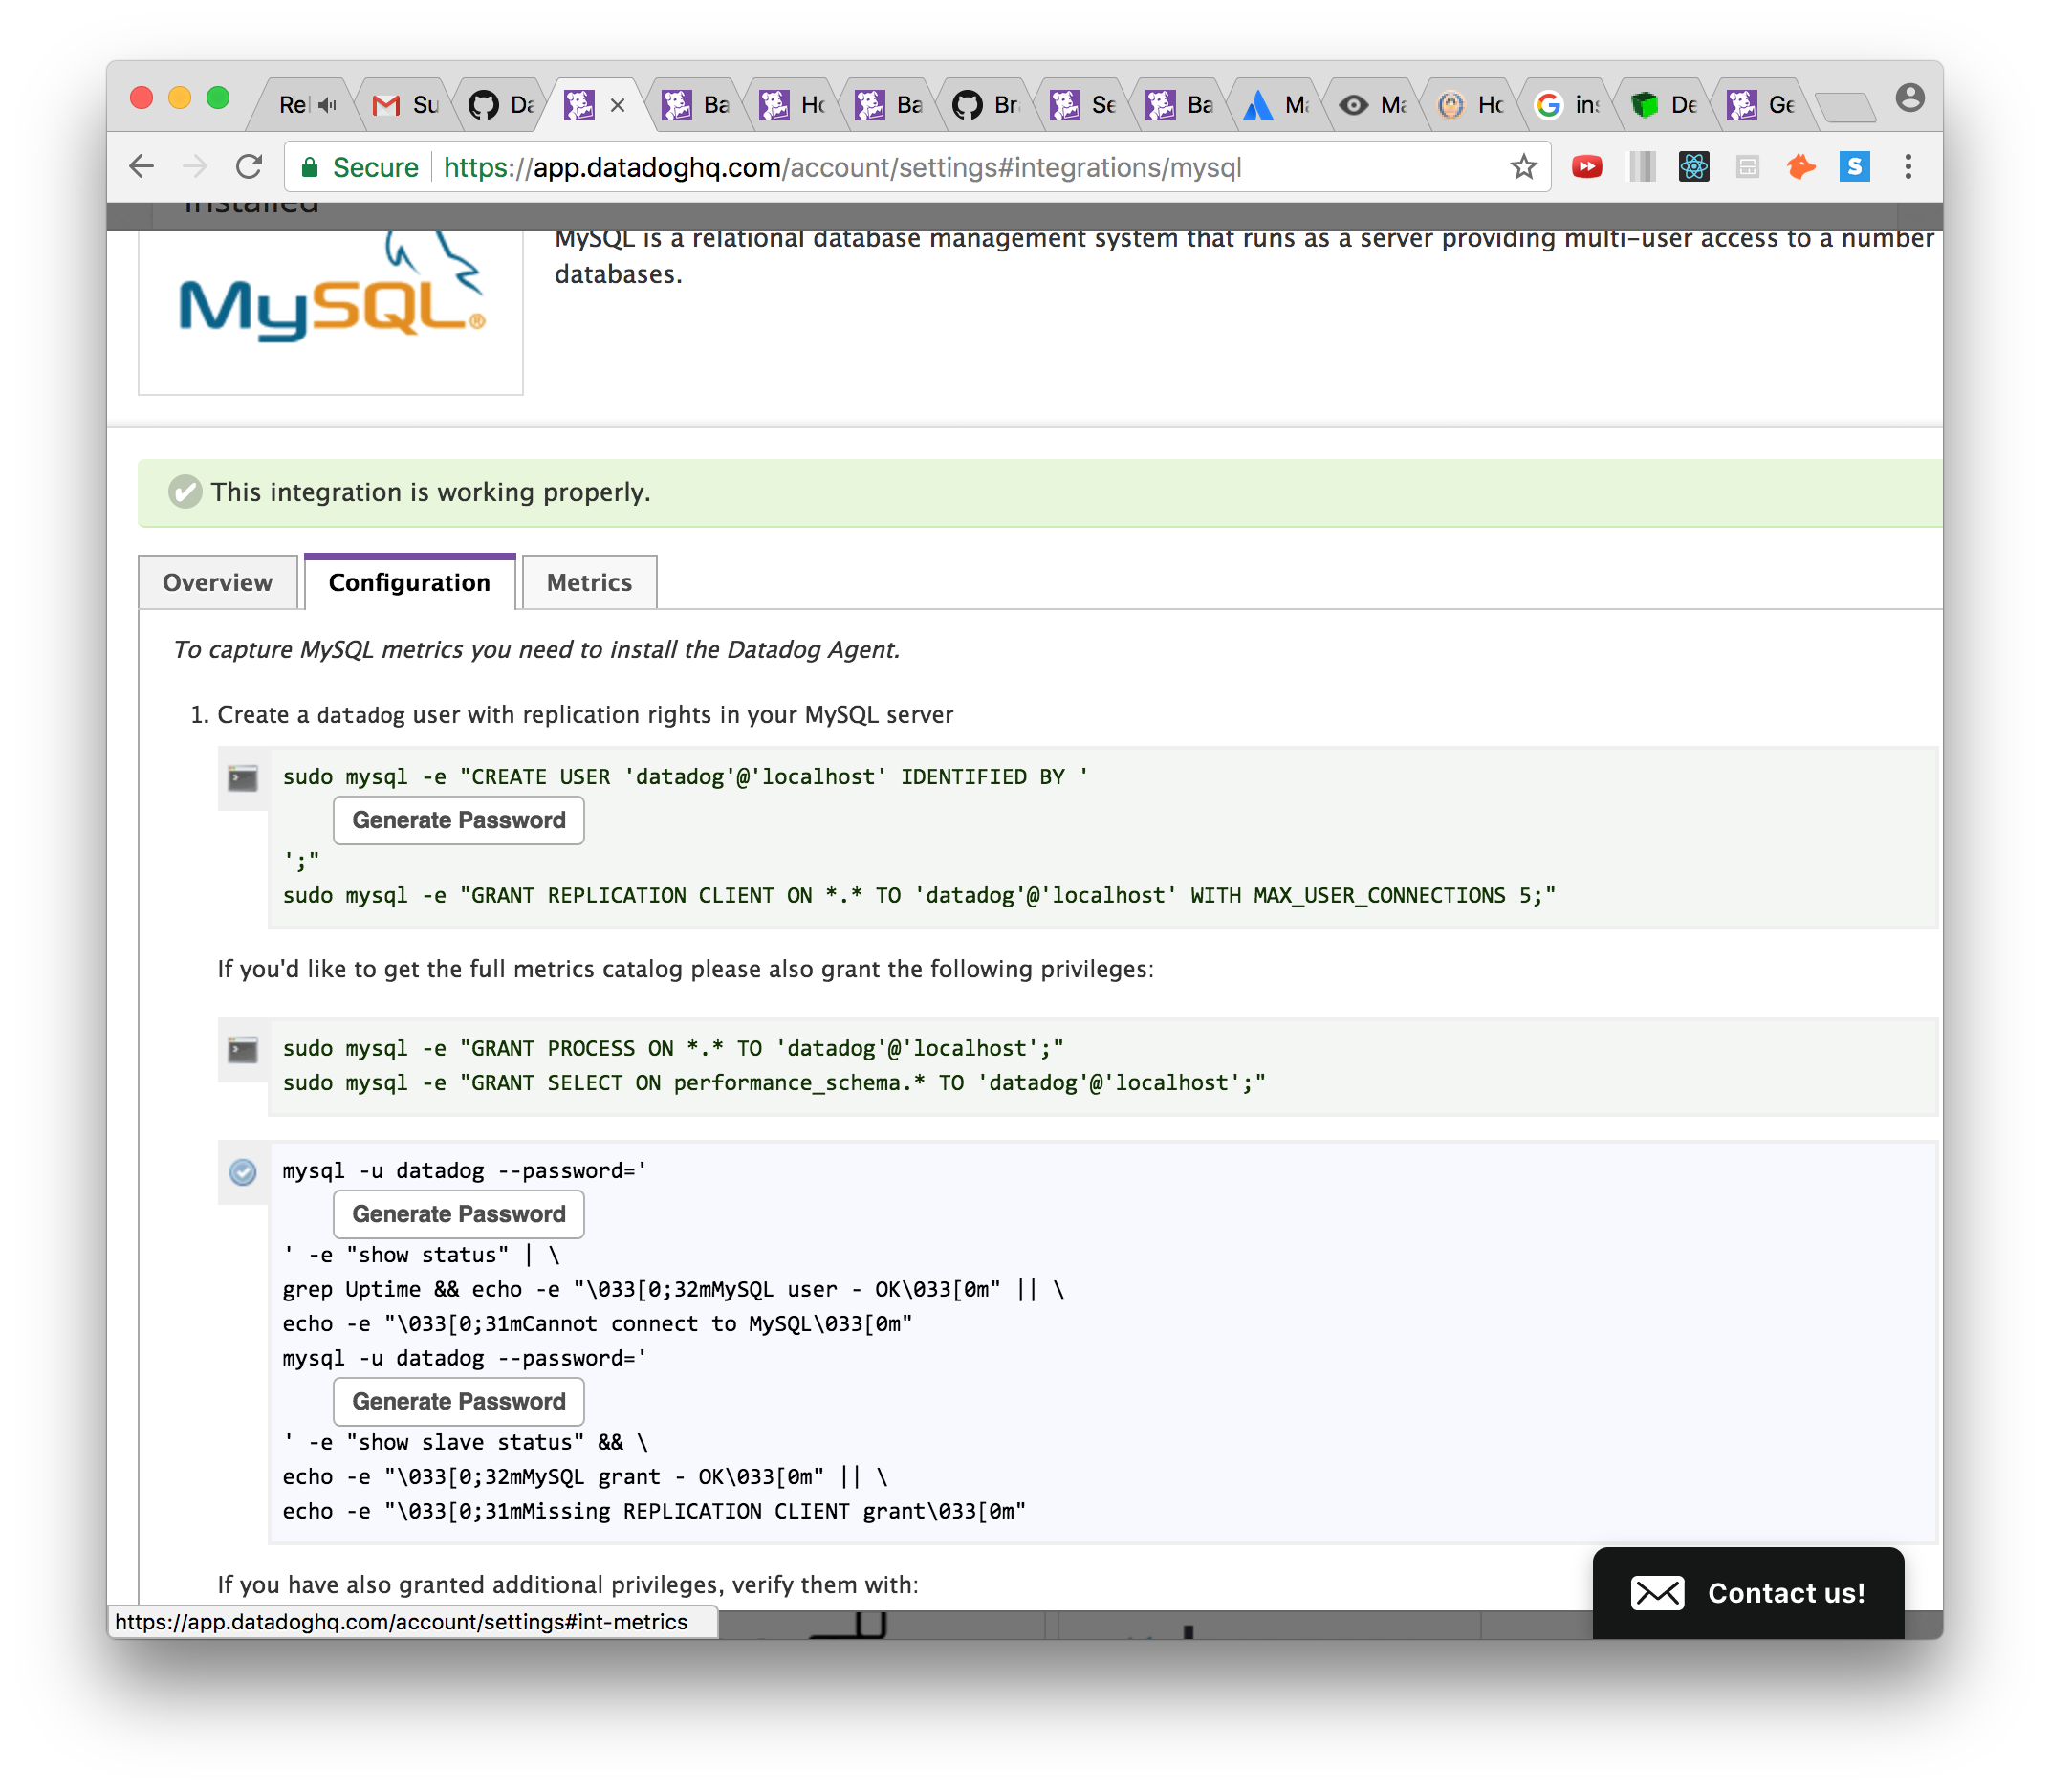 Re
Su
Da
Ba
Ho
Ba
Br
Se
Ba
Ma
Ma
Ho
ins
De
Ge
Secure
https://app.datadoghq.com/account/settings#integrations/mysql
S
Installed
MySQL®
MySQL is a relational database management system that runs as a server providing multi-user access to a number
databases.
This integration is working properly.
Overview
Configuration
Metrics
To capture MySQL metrics you need to install the Datadog Agent.
1. Create a datadog user with replication rights in your MySQL server
sudo mysql -e "CREATE USER 'datadog'@'localhost' IDENTIFIED BY '
Generate Password
';"
sudo mysql -e "GRANT REPLICATION CLIENT ON *.* TO 'datadog'@'localhost' WITH MAX_USER_CONNECTIONS 5;"
If you'd like to get the full metrics catalog please also grant the following privileges:
sudo mysql -e "GRANT PROCESS ON *.* TO 'datadog'@'localhost';"
sudo mysql -e "GRANT SELECT ON performance_schema.* TO 'datadog'@'localhost';"
mysql -u datadog --password='
Generate Password
' -e "show status" | \
grep Uptime && echo -e "\033[0;32mMySQL user - OK\033[0m" || \
echo -e "\033[0;31mCannot connect to MySQL\033[0m"
mysql -u datadog --password='
Generate Password
' -e "show slave status" && \
echo -e "\033[0;32mMySQL grant - OK\033[0m" || \
echo -e "\033[0;31mMissing REPLICATION CLIENT grant\033[0m"
If you have also granted additional privileges, verify them with:
https://app.datadoghq.com/account/settings#int-metrics
Contact us!